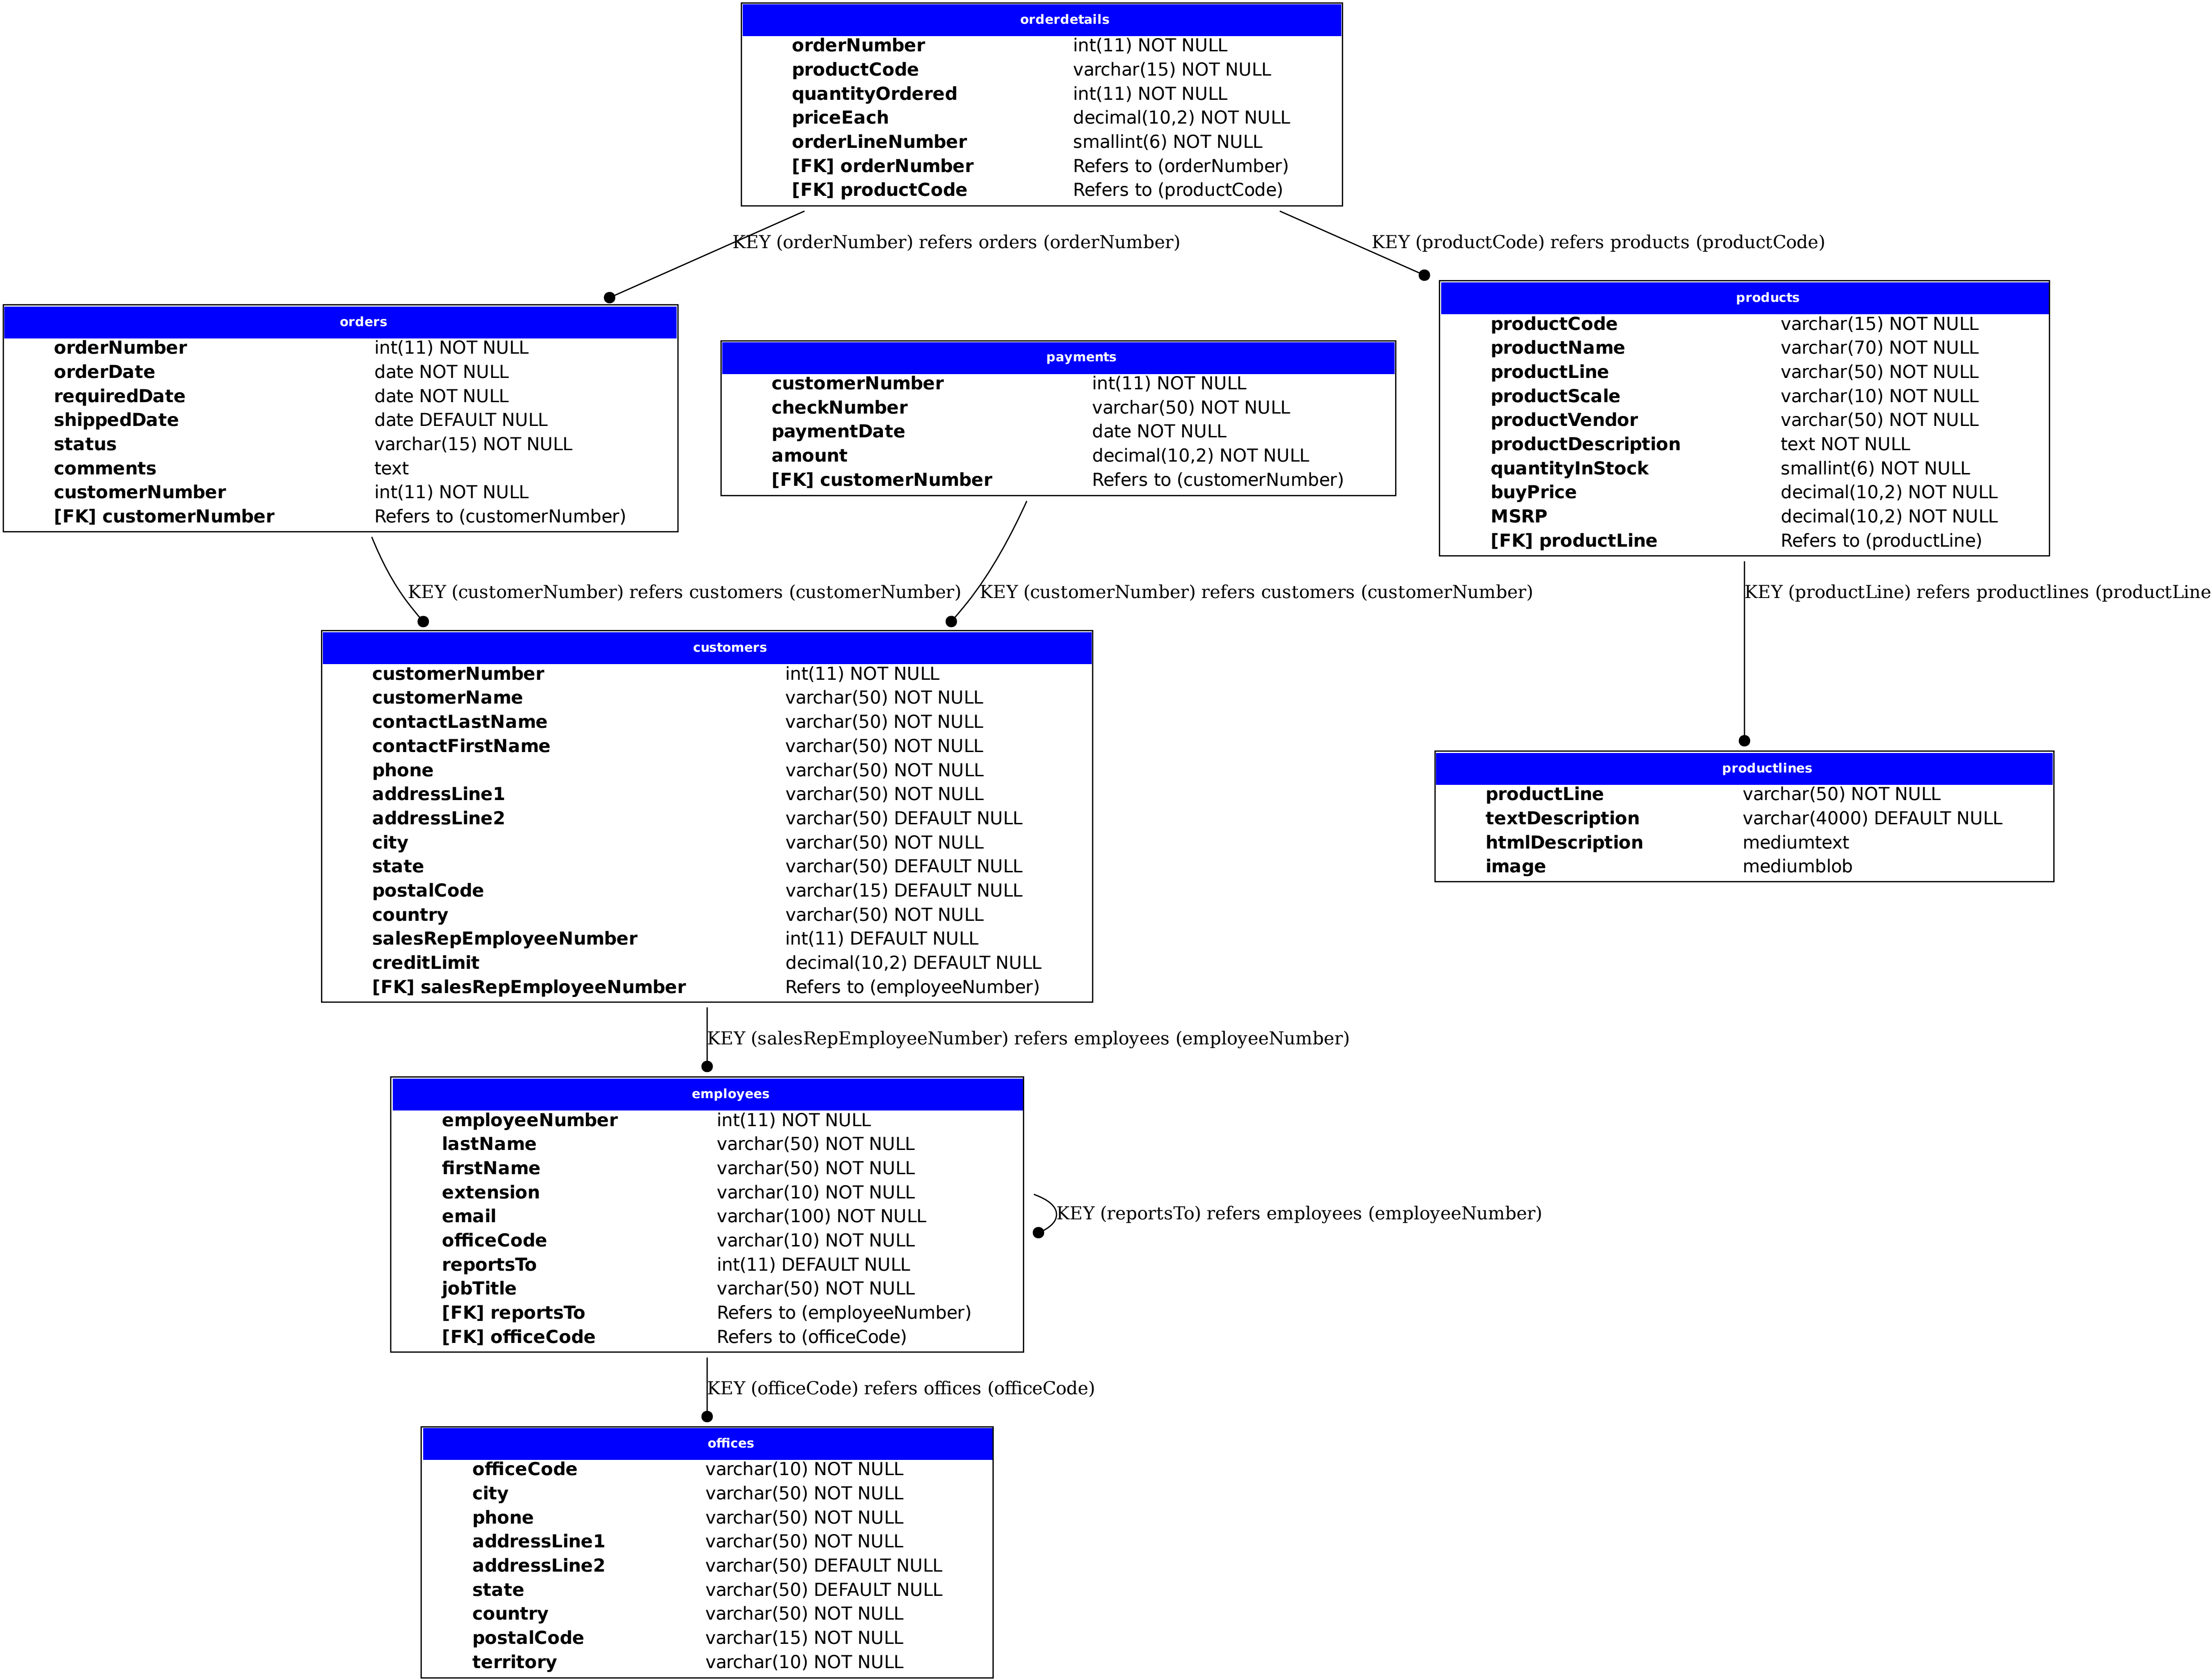 orderdetails
orderNumber int(11) NOT NULL
productCode varchar(15) NOT NULL
quantityOrdered int(11) NOT NULL
priceEach decimal(10,2) NOT NULL
orderLineNumber smallint(6) NOT NULL
[FK] orderNumber Refers to (orderNumber)
[FK] productCode Refers to (productCode)
KEY (orderNumber) refers orders (orderNumber)
KEY (productCode) refers products (productCode)
orders
orderNumber int(11) NOT NULL
orderDate date NOT NULL
requiredDate date NOT NULL
shippedDate date DEFAULT NULL
status varchar(15) NOT NULL
comments text
customerNumber int(11) NOT NULL
[FK] customerNumber Refers to (customerNumber)
payments
customerNumber int(11) NOT NULL
checkNumber varchar(50) NOT NULL
paymentDate date NOT NULL
amount decimal(10,2) NOT NULL
[FK] customerNumber Refers to (customerNumber)
products
productCode varchar(15) NOT NULL
productName varchar(70) NOT NULL
productLine varchar(50) NOT NULL
productScale varchar(10) NOT NULL
productVendor varchar(50) NOT NULL
productDescription text NOT NULL
quantityInStock smallint(6) NOT NULL
buyPrice decimal(10,2) NOT NULL
MSRP decimal(10,2) NOT NULL
[FK] productLine Refers to (productLine)
KEY (customerNumber) refers customers (customerNumber)
KEY (customerNumber) refers customers (customerNumber)
KEY (productLine) refers productlines (productLine
customers
customerNumber int(11) NOT NULL
customerName varchar(50) NOT NULL
contactLastName varchar(50) NOT NULL
contactFirstName varchar(50) NOT NULL
phone varchar(50) NOT NULL
addressLine1 varchar(50) NOT NULL
addressLine2 varchar(50) DEFAULT NULL
city varchar(50) NOT NULL
state varchar(50) DEFAULT NULL
postalCode varchar(15) DEFAULT NULL
country varchar(50) NOT NULL
salesRepEmployeeNumber int(11) DEFAULT NULL
creditLimit decimal(10,2) DEFAULT NULL
[FK] salesRepEmployeeNumber Refers to (employeeNumber)
productlines
productLine varchar(50) NOT NULL
textDescription varchar(4000) DEFAULT NULL
htmlDescription mediumtext
image mediumblob
KEY (salesRepEmployeeNumber) refers employees (employeeNumber)
employees
employeeNumber int(11) NOT NULL
lastName varchar(50) NOT NULL
firstName varchar(50) NOT NULL
extension varchar(10) NOT NULL
email varchar(100) NOT NULL
officeCode varchar(10) NOT NULL
reportsTo int(11) DEFAULT NULL
jobTitle varchar(50) NOT NULL
[FK] reportsTo Refers to (employeeNumber)
[FK] officeCode Refers to (officeCode)
KEY (reportsTo) refers employees (employeeNumber)
KEY (officeCode) refers offices (officeCode)
offices
officeCode varchar(10) NOT NULL
city varchar(50) NOT NULL
phone varchar(50) NOT NULL
addressLine1 varchar(50) NOT NULL
addressLine2 varchar(50) DEFAULT NULL
state varchar(50) DEFAULT NULL
country varchar(50) NOT NULL
postalCode varchar(15) NOT NULL
territory varchar(10) NOT NULL